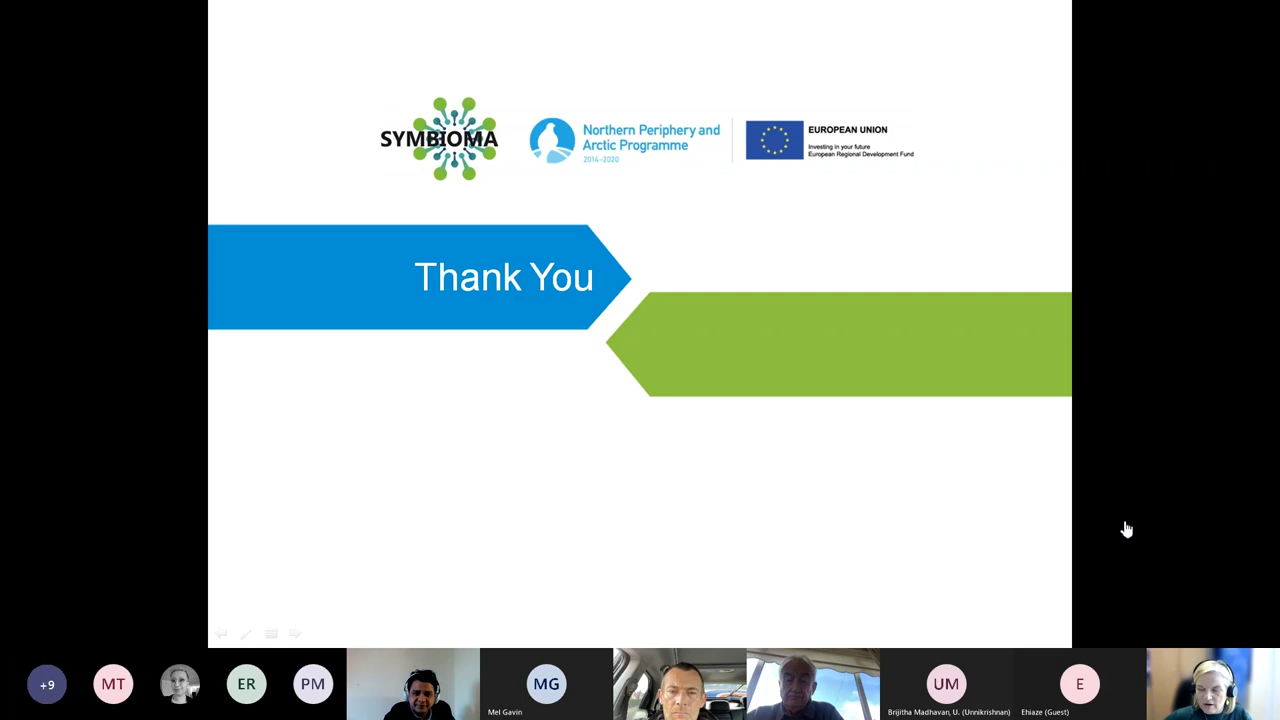 SYMBIOMA
Northern Periphery and
Arctic Programme
2014–2020
EUROPEAN UNION
Investing in your future
European Regional Development Fund
Thank You
+9
MT
ER
PM
MG
Mel Gavin
UM
Brijitha Madhavan, U. (Unnikrishnan)
E
Ehiaze (Guest)